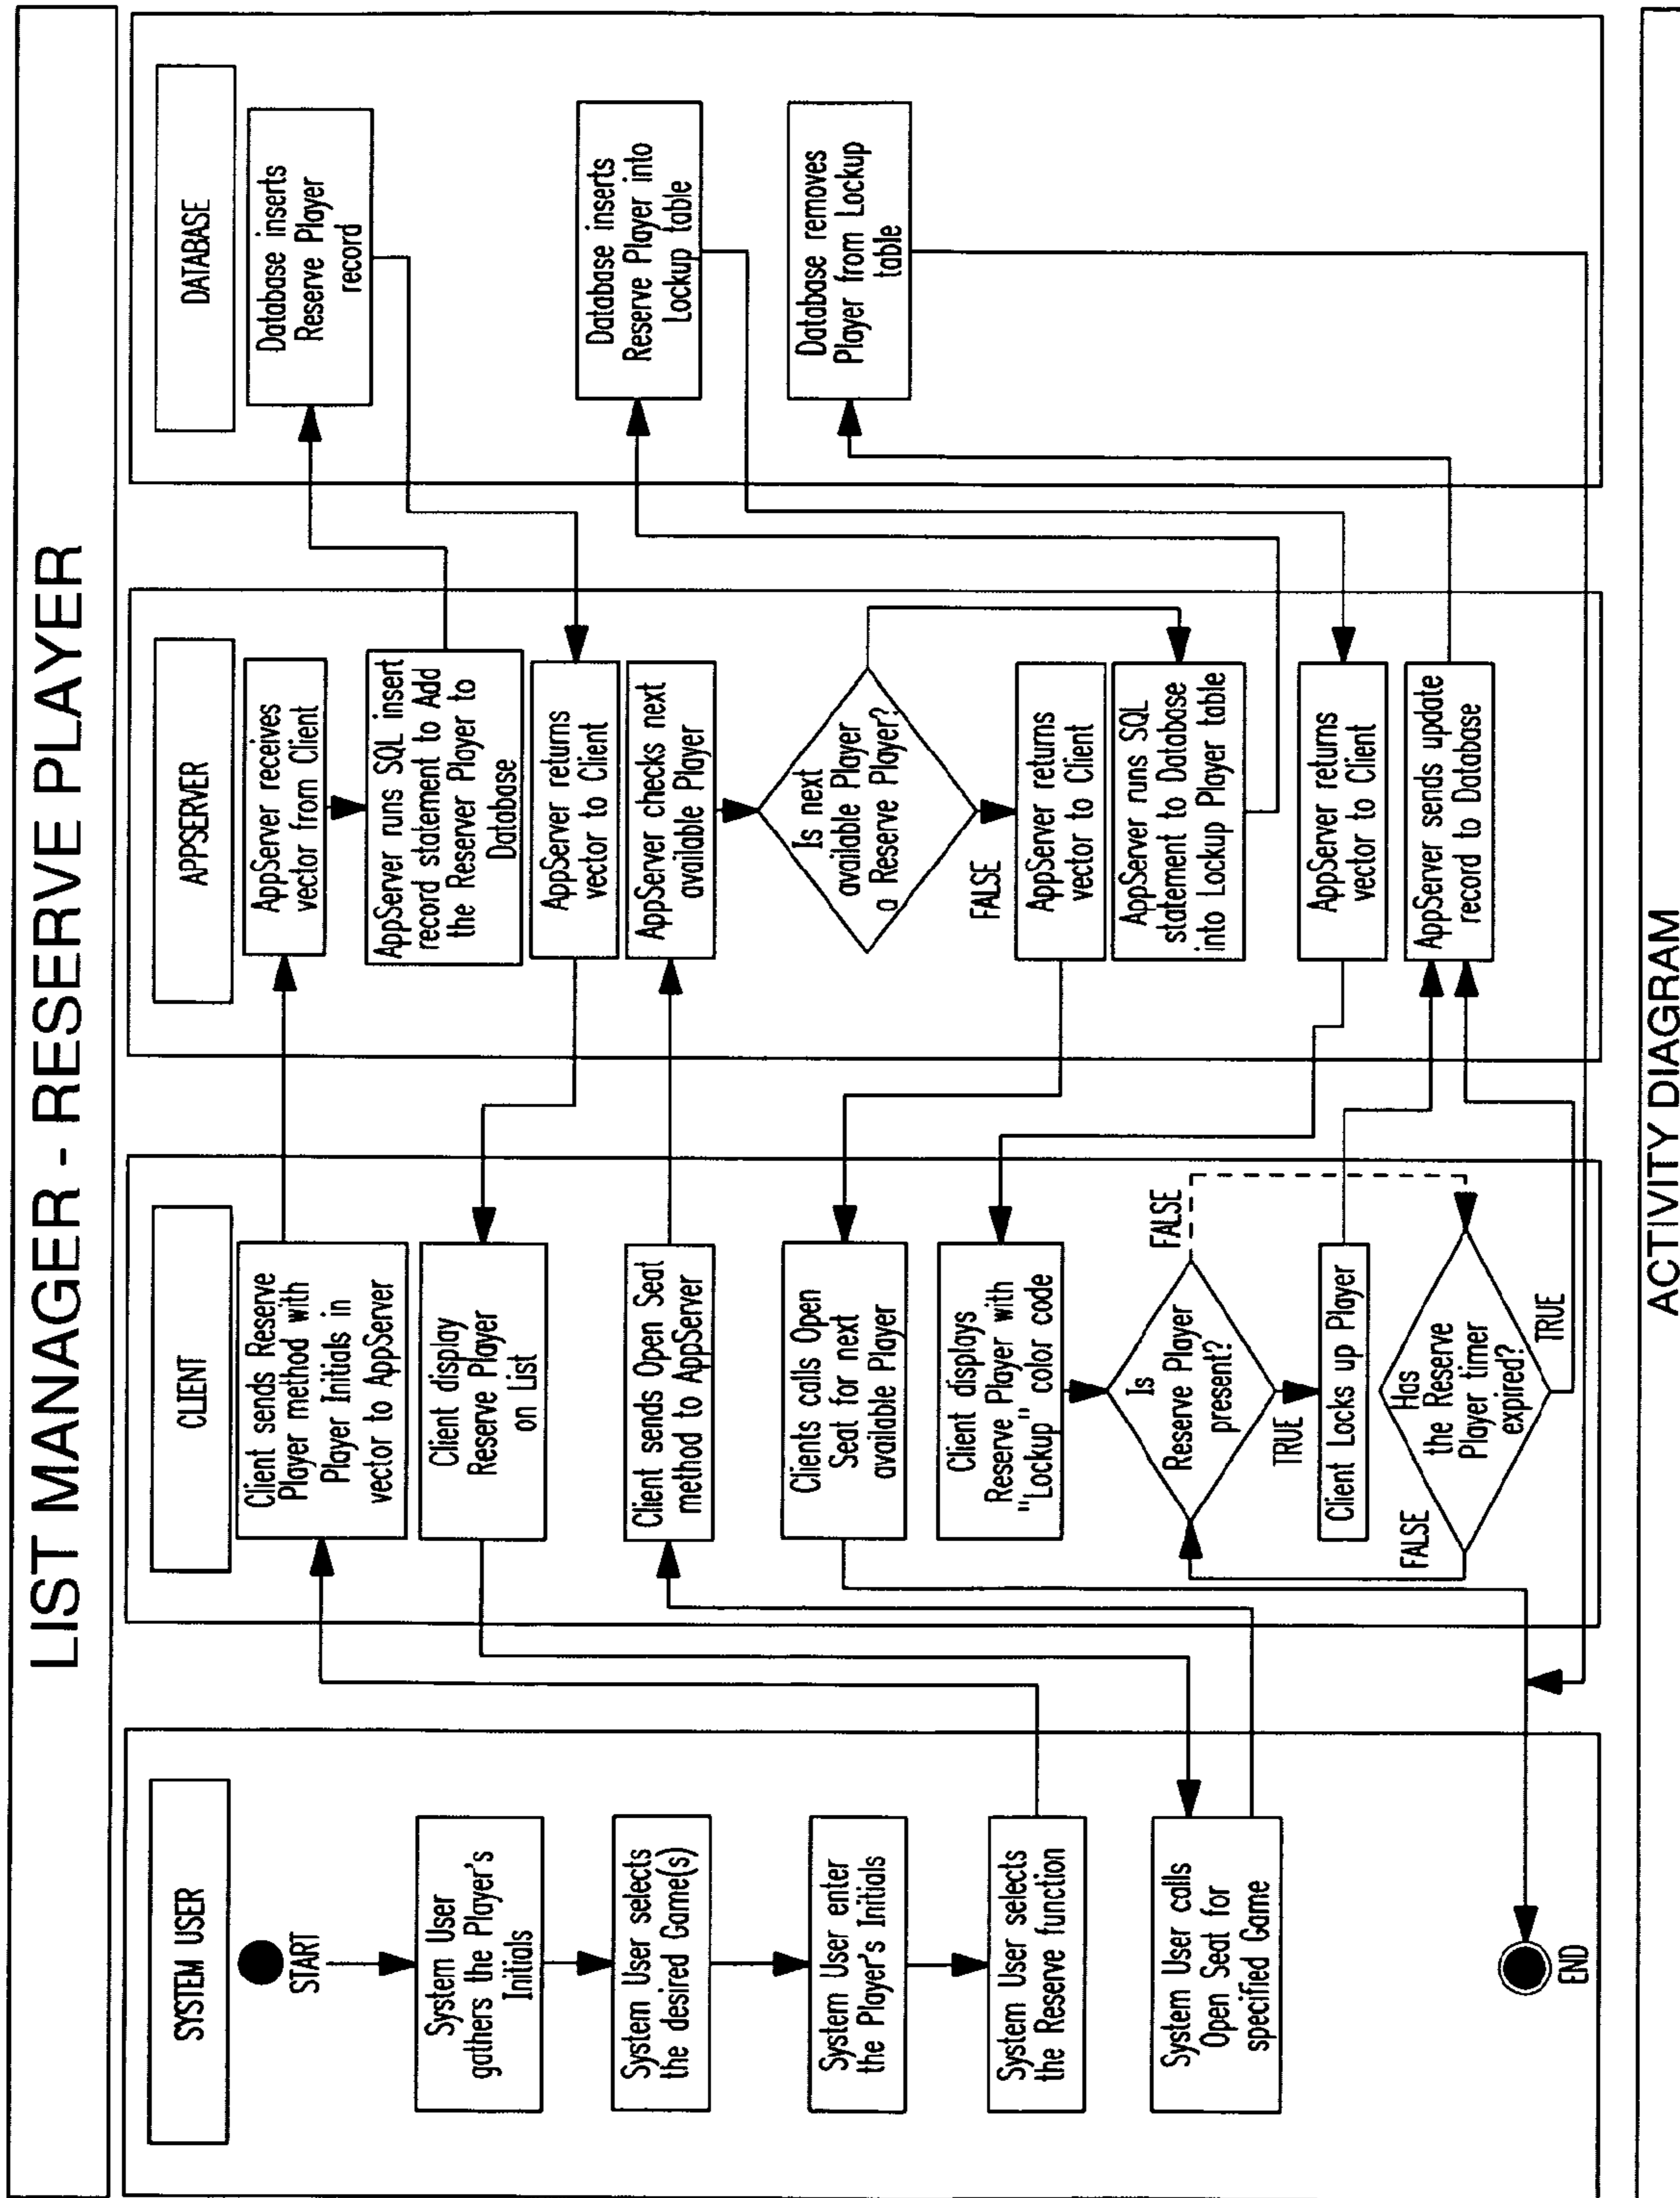 LIST MANAGER - RESERVE PLAYER
SYSTEM USER
START
System User
gathers the Player's
Initials
System User selects
the desired Game(s)
System User enter
the Player's Initials
System User selects
the Reserve function
System User calls
Open Seat for
specified Game
END
CLIENT
Client sends Reserve
Player method with
Player Initials in
vector to AppServer
Client display
Reserve Player
on List
Client sends Open Seat
method to AppServer
Clients calls Open
Seat for next
available Player
Client displays
Reserve Player with
"Lockup" color code
Is
Reserve Player
present?
FALSE
TRUE
Client Locks up Player
Has
the Reserve
Player timer
expired?
FALSE
TRUE
APPSERVER
AppServer receives
vector from Client
AppServer runs SQL insert
record statement to Add
the Reserver Player to
Database
AppServer returns
vector to Client
AppServer checks next
available Player
Is next
available Player
a Reserve Player?
FALSE
AppServer returns
vector to Client
AppServer runs SQL
statement to Database
into Lockup Player table
AppServer returns
vector to Client
AppServer sends update
record to Database
DATABASE
Database inserts
Reserve Player
record
Database inserts
Reserve Player into
Lockup table
Database removes
Player from Lockup
table
ACTIVITY DIAGRAM